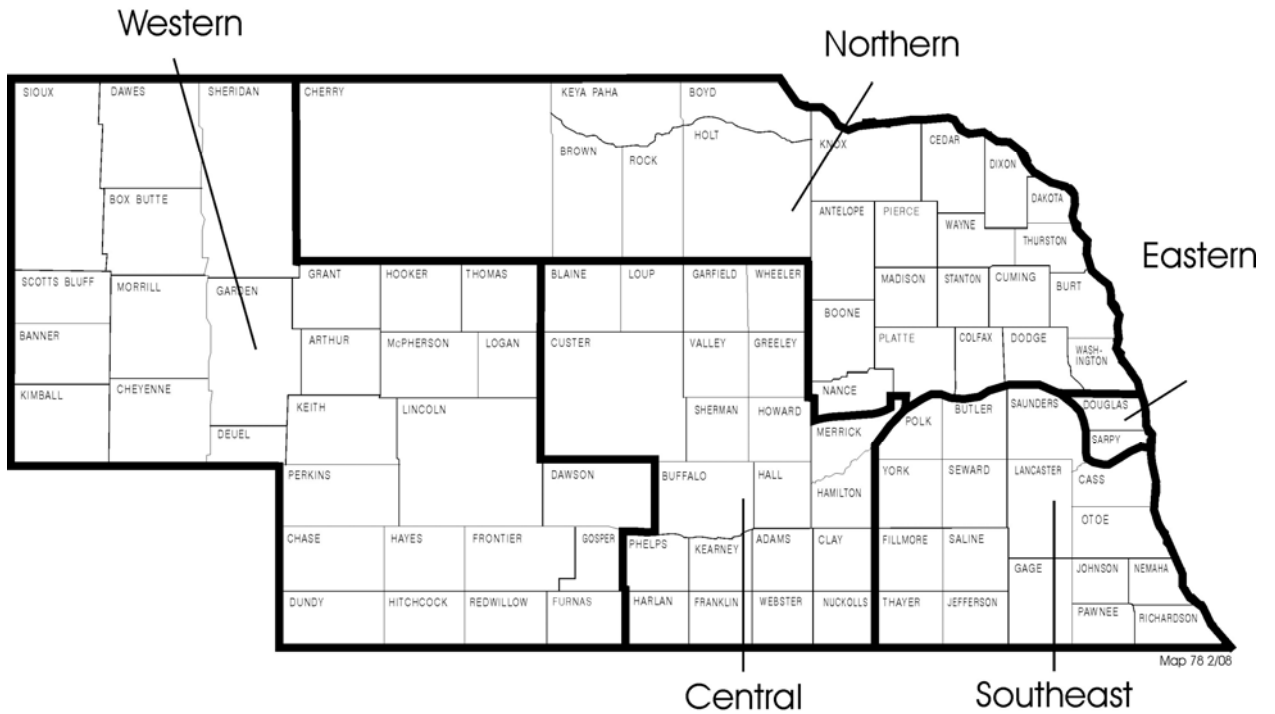 Western
Northern
SIOUX
DAWES
SHERIDAN
CHERRY
KEYA PAHA
BOYD
HOLT
KNOX
CEDAR
DIXON
BROWN
ROCK
DAKOTA
BOX BUTTE
ANTELOPE
PIERCE
WAYNE
THURSTON
Eastern
SCOTTS BLUFF
MORRILL
GARDEN
GRANT
HOOKER
THOMAS
BLAINE
LOUP
GARFIELD
WHEELER
MADISON
STANTON
CUMING
BURT
BANNER
ARTHUR
McPHERSON
LOGAN
CUSTER
VALLEY
GREELEY
BOONE
PLATTE
COLFAX
DODGE
WASH-
INGTON
KIMBALL
CHEYENNE
KEITH
LINCOLN
SHERMAN
HOWARD
NANCE
MERRICK
POLK
BUTLER
SAUNDERS
DOUGLAS
SARPY
DEUEL
PERKINS
DAWSON
BUFFALO
HALL
HAMILTON
YORK
SEWARD
LANCASTER
CASS
OTOE
CHASE
HAYES
FRONTIER
GOSPER
PHELPS
KEARNEY
ADAMS
CLAY
FILLMORE
SALINE
GAGE
JOHNSON
NEMAHA
DUNDY
HITCHCOCK
REDWILLOW
FURNAS
HARLAN
FRANKLIN
WEBSTER
NUCKOLLS
THAYER
JEFFERSON
PAWNEE
RICHARDSON
Map 78 2/08
Central
Southeast